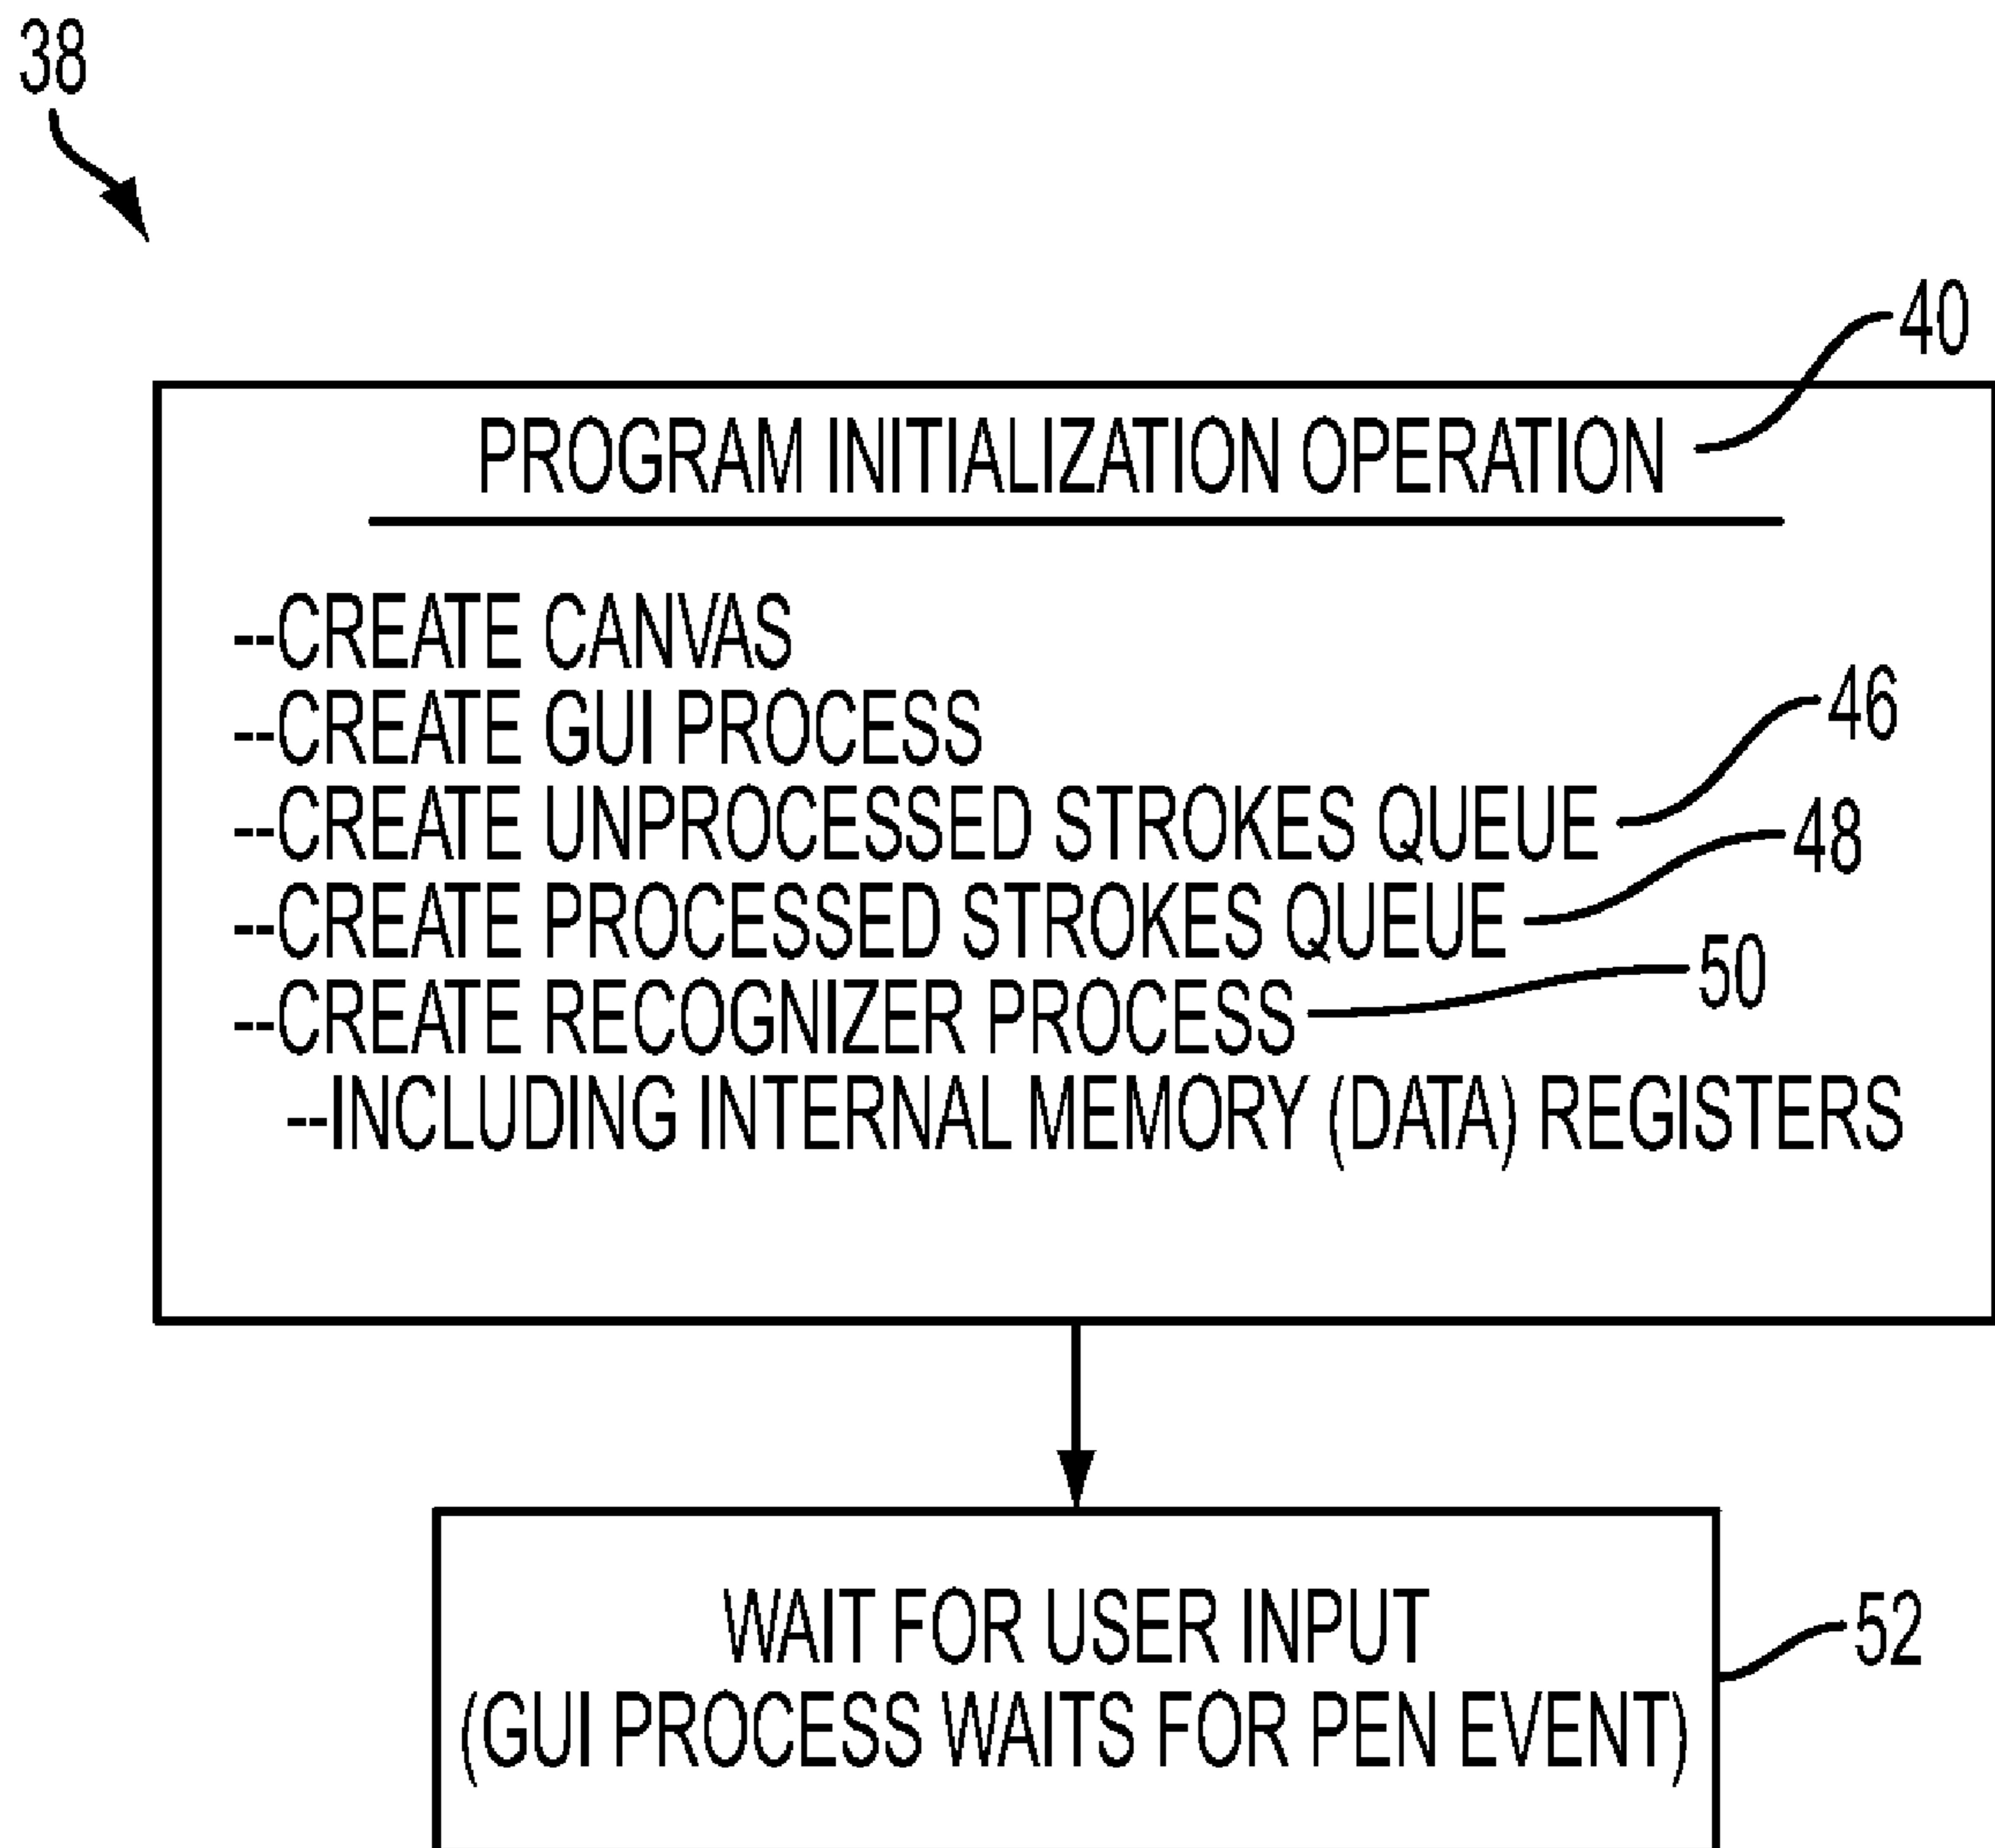 38
40
PROGRAM INITIALIZATION OPERATION
--CREATE CANVAS
--CREATE GUI PROCESS
--CREATE UNPROCESSED STROKES QUEUE
46
--CREATE PROCESSED STROKES QUEUE
48
--CREATE RECOGNIZER PROCESS
50
--INCLUDING INTERNAL MEMORY (DATA) REGISTERS
WAIT FOR USER INPUT
52
(GUI PROCESS WAITS FOR PEN EVENT)